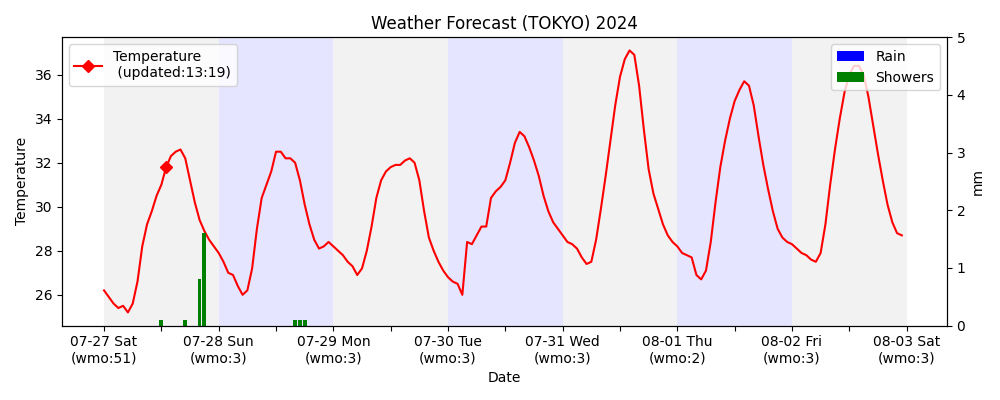 Weather Forecast (TOKYO) 2024
Temperature
(updated:13:19)
Rain
Showers
Temperature
36
34
32
30
28
26
5
4
3
2
1
0
mm
07-27 Sat
(wmo:51)
07-28 Sun
(wmo:3)
07-29 Mon
(wmo:3)
07-30 Tue
(wmo:3)
07-31 Wed
(wmo:3)
08-01 Thu
(wmo:2)
08-02 Fri
(wmo:3)
08-03 Sat
(wmo:3)
Date